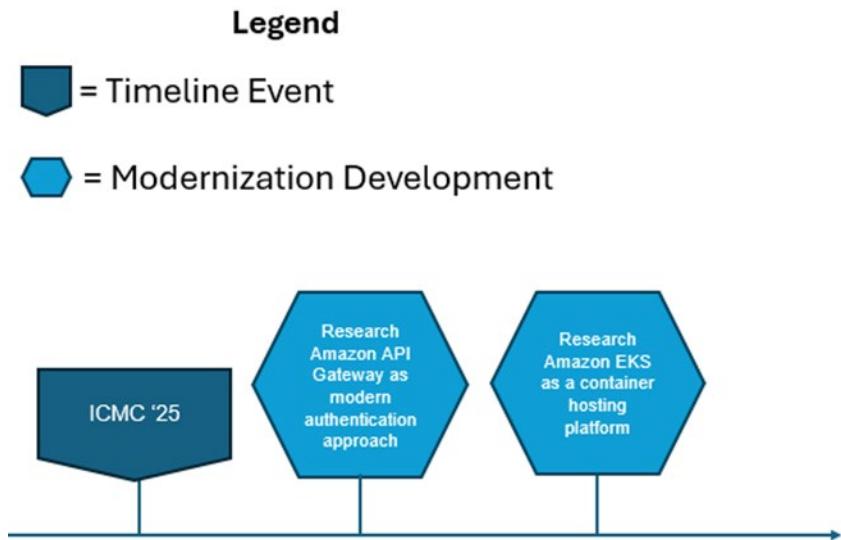 Legend
= Timeline Event
= Modernization Development
ICMC ‘25
Research
Amazon API
Gateway as
modern
authentication
approach
Research
Amazon EKS
as a container
hosting
platform